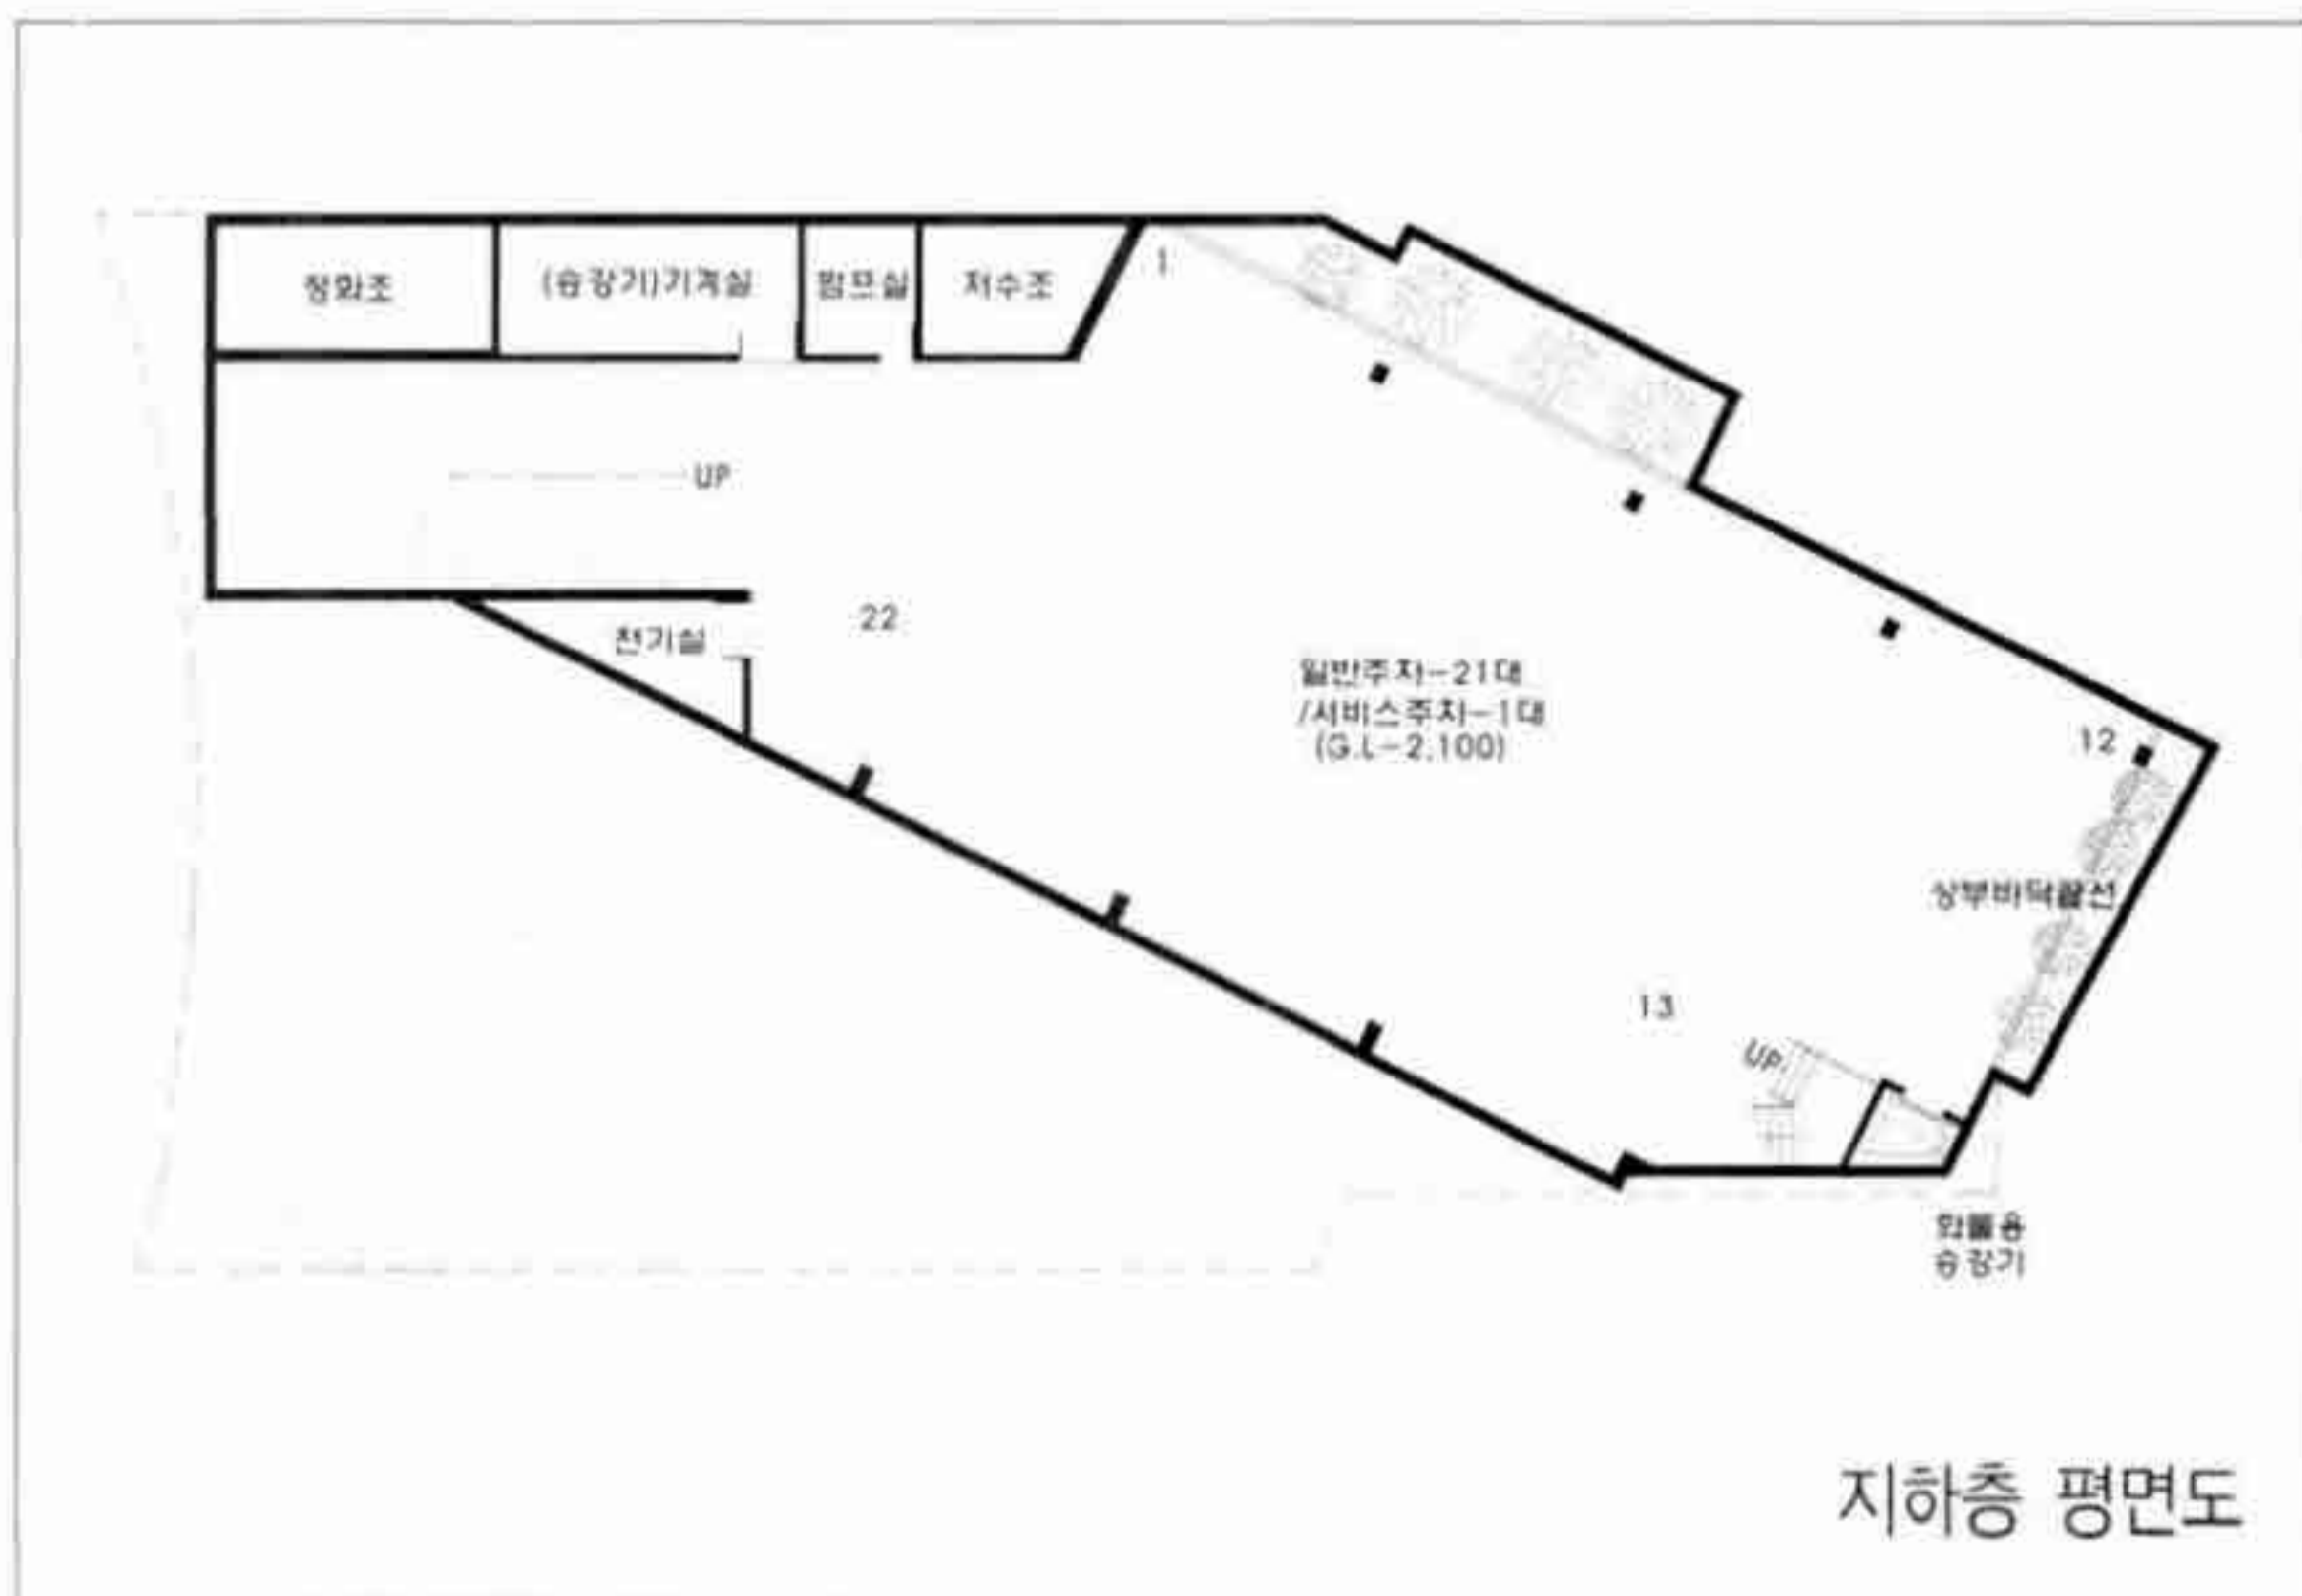 정화조
(승강기)기계실
펌프실
저수조
1
UP
전기실
22
일반주차-21대
/서비스주차-1대
(G.L-2,100)
12
상부바닥끝선
13
UP
화물용
승강기
지하층 평면도